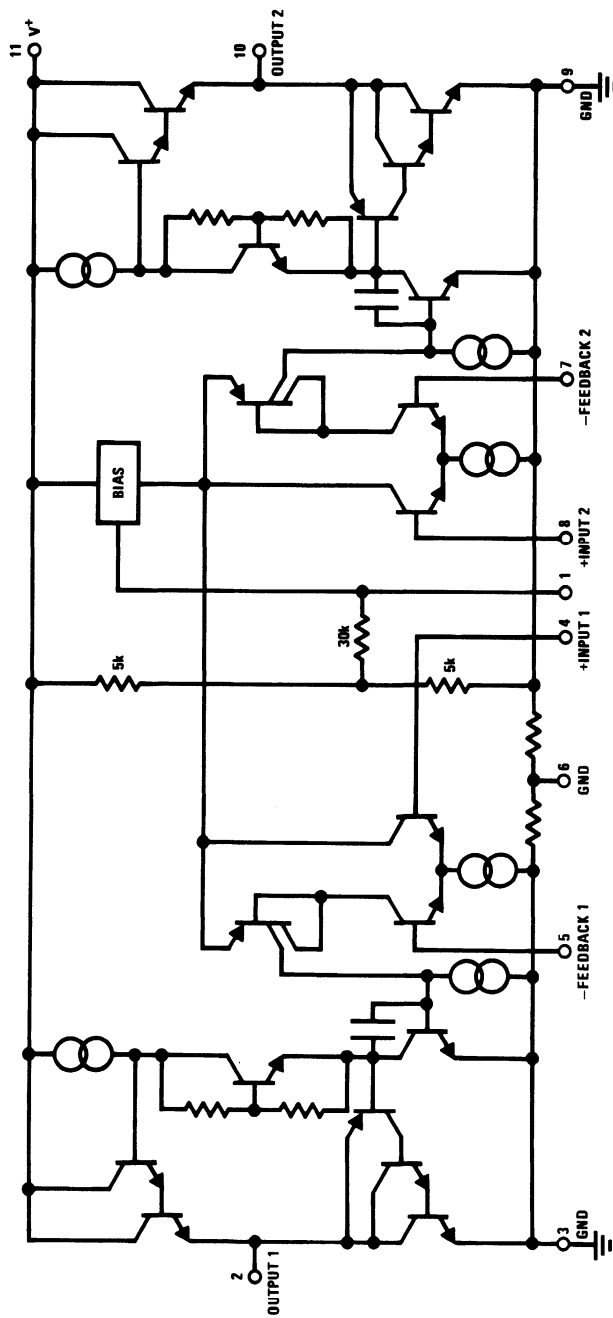 11
V+
10
OUTPUT 2
9
GND
7
−FEEDBACK 2
BIAS
8
+INPUT 2
1
30k
4
+INPUT 1
5k
5k
6
GND
5
−FEEDBACK 1
2
OUTPUT 1
3
GND